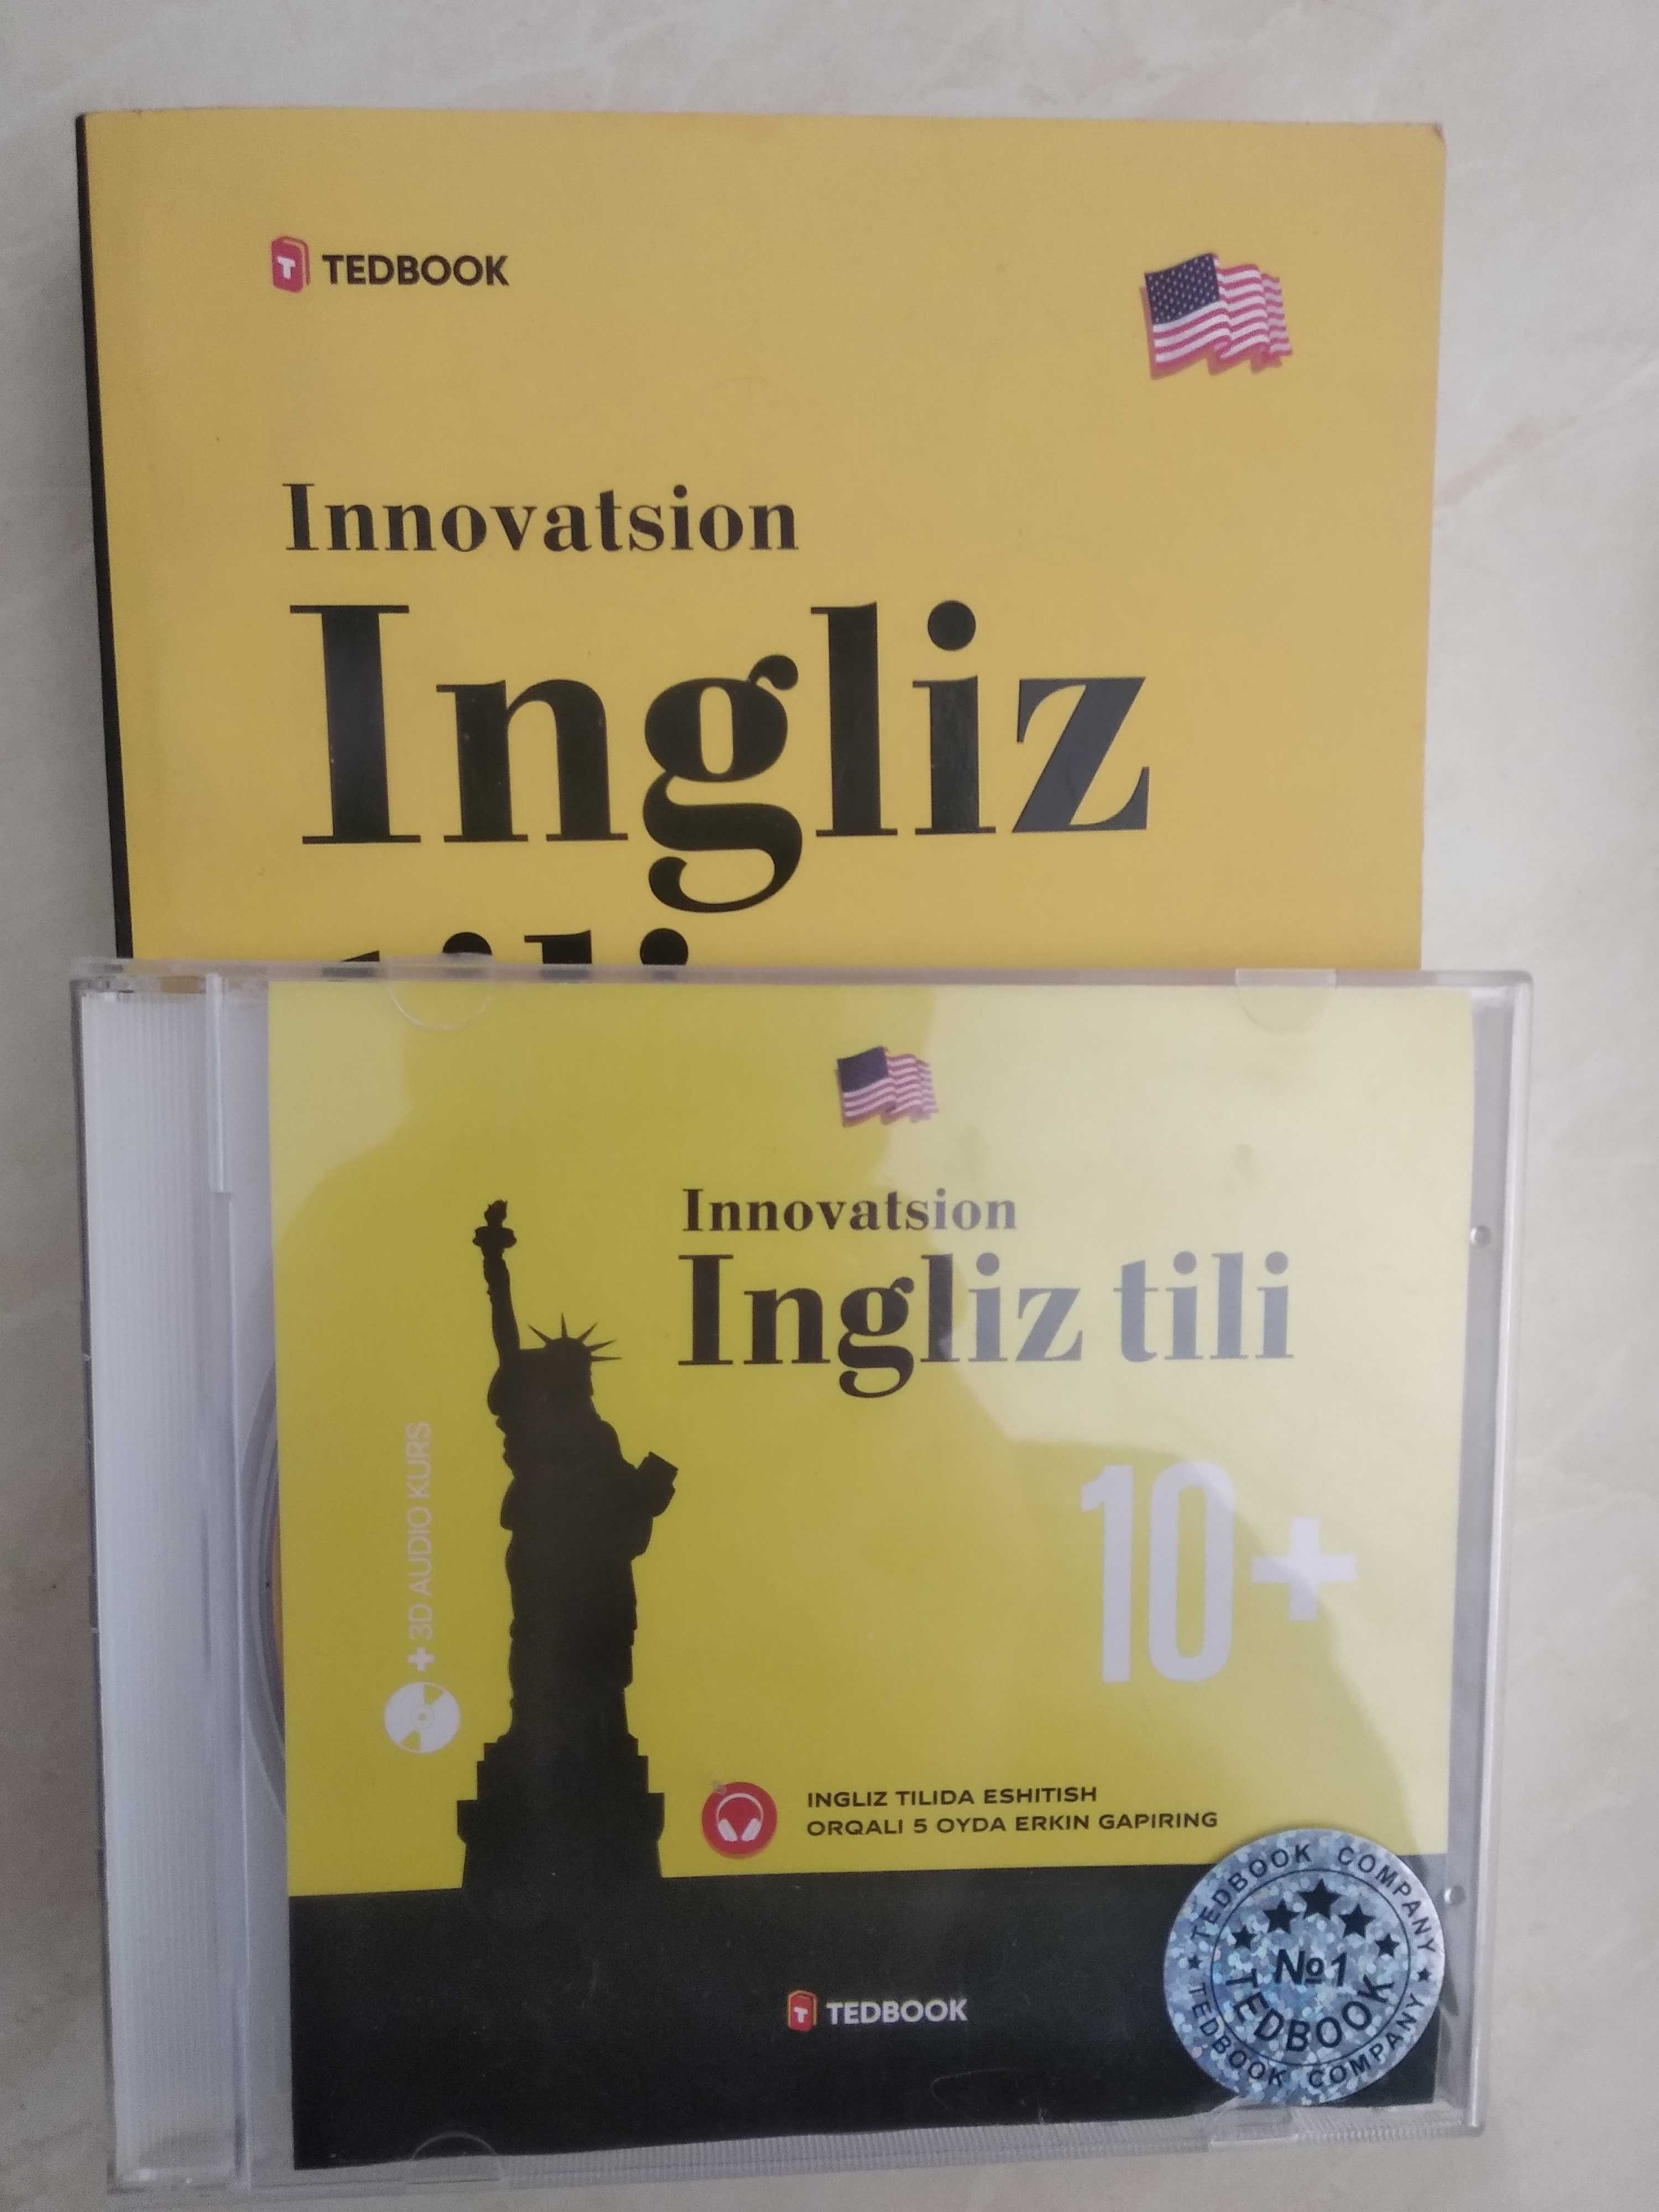 TEDBOOK
Innovatsion
Ingliz
tili
Innovatsion
Ingliz tili
10+
+ 3D AUDIO KURS
INGLIZ TILIDA ESHITISH
ORQALI 5 OYDA ERKIN GAPIRING
TEDBOOK
TEDBOOK COMPANY
№1
TEDBOOK
TEDBOOK COMPANY